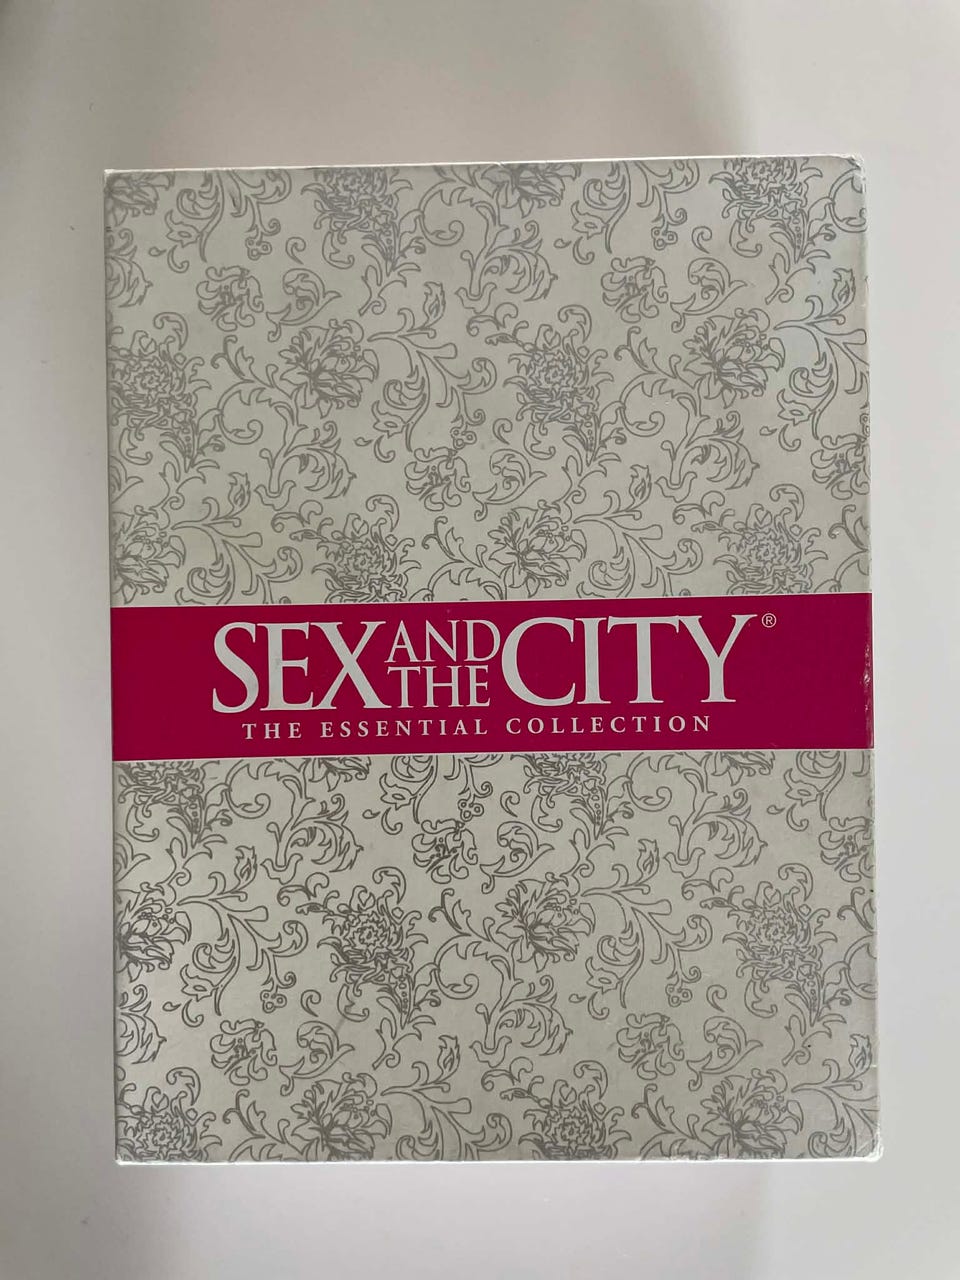 SEX AND THE CITY®
THE ESSENTIAL COLLECTION